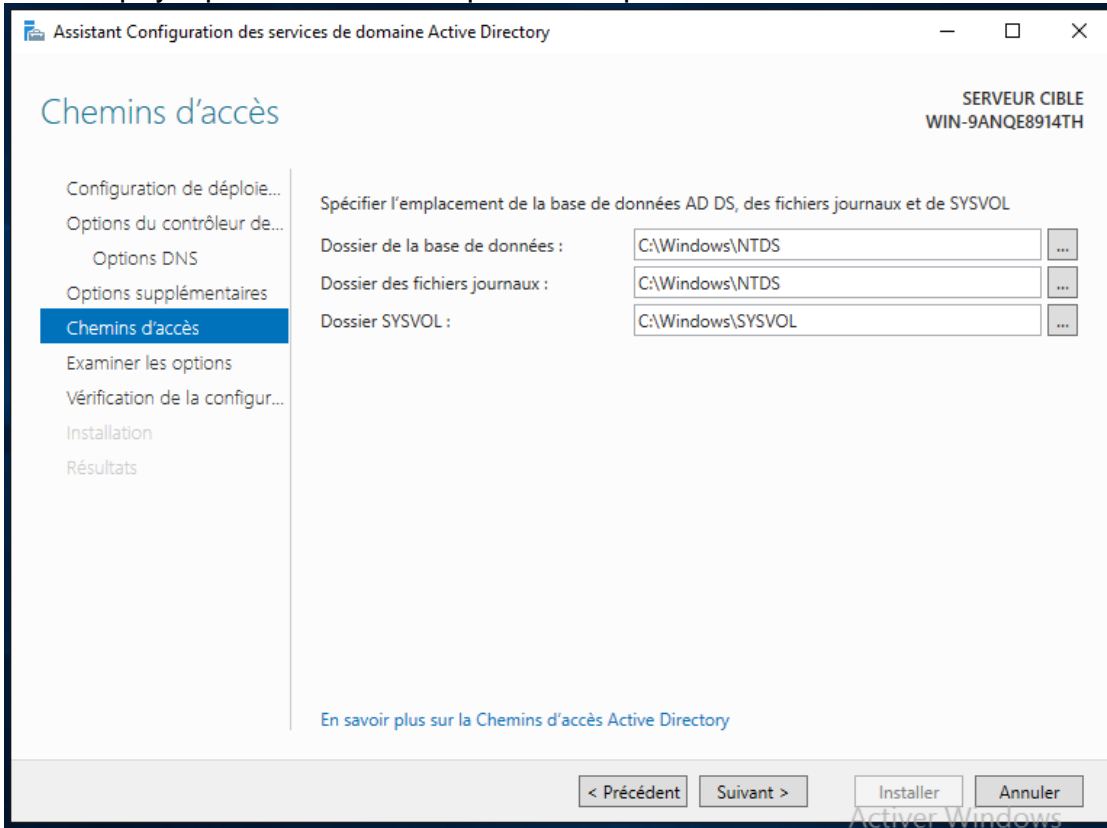 Assistant Configuration des services de domaine Active Directory
Chemins d'accès
SERVEUR CIBLE
WIN-9ANQE8914TH
Configuration de déploie...
Options du contrôleur de...
Options DNS
Options supplémentaires
Chemins d'accès
Examiner les options
Vérification de la configur...
Installation
Résultats
Spécifier l'emplacement de la base de données AD DS, des fichiers journaux et de SYSVOL
Dossier de la base de données : C:\Windows\NTDS ...
Dossier des fichiers journaux : C:\Windows\NTDS ...
Dossier SYSVOL : C:\Windows\SYSVOL ...
En savoir plus sur la Chemins d'accès Active Directory
< Précédent Suivant > Installer Annuler
Activer Windows